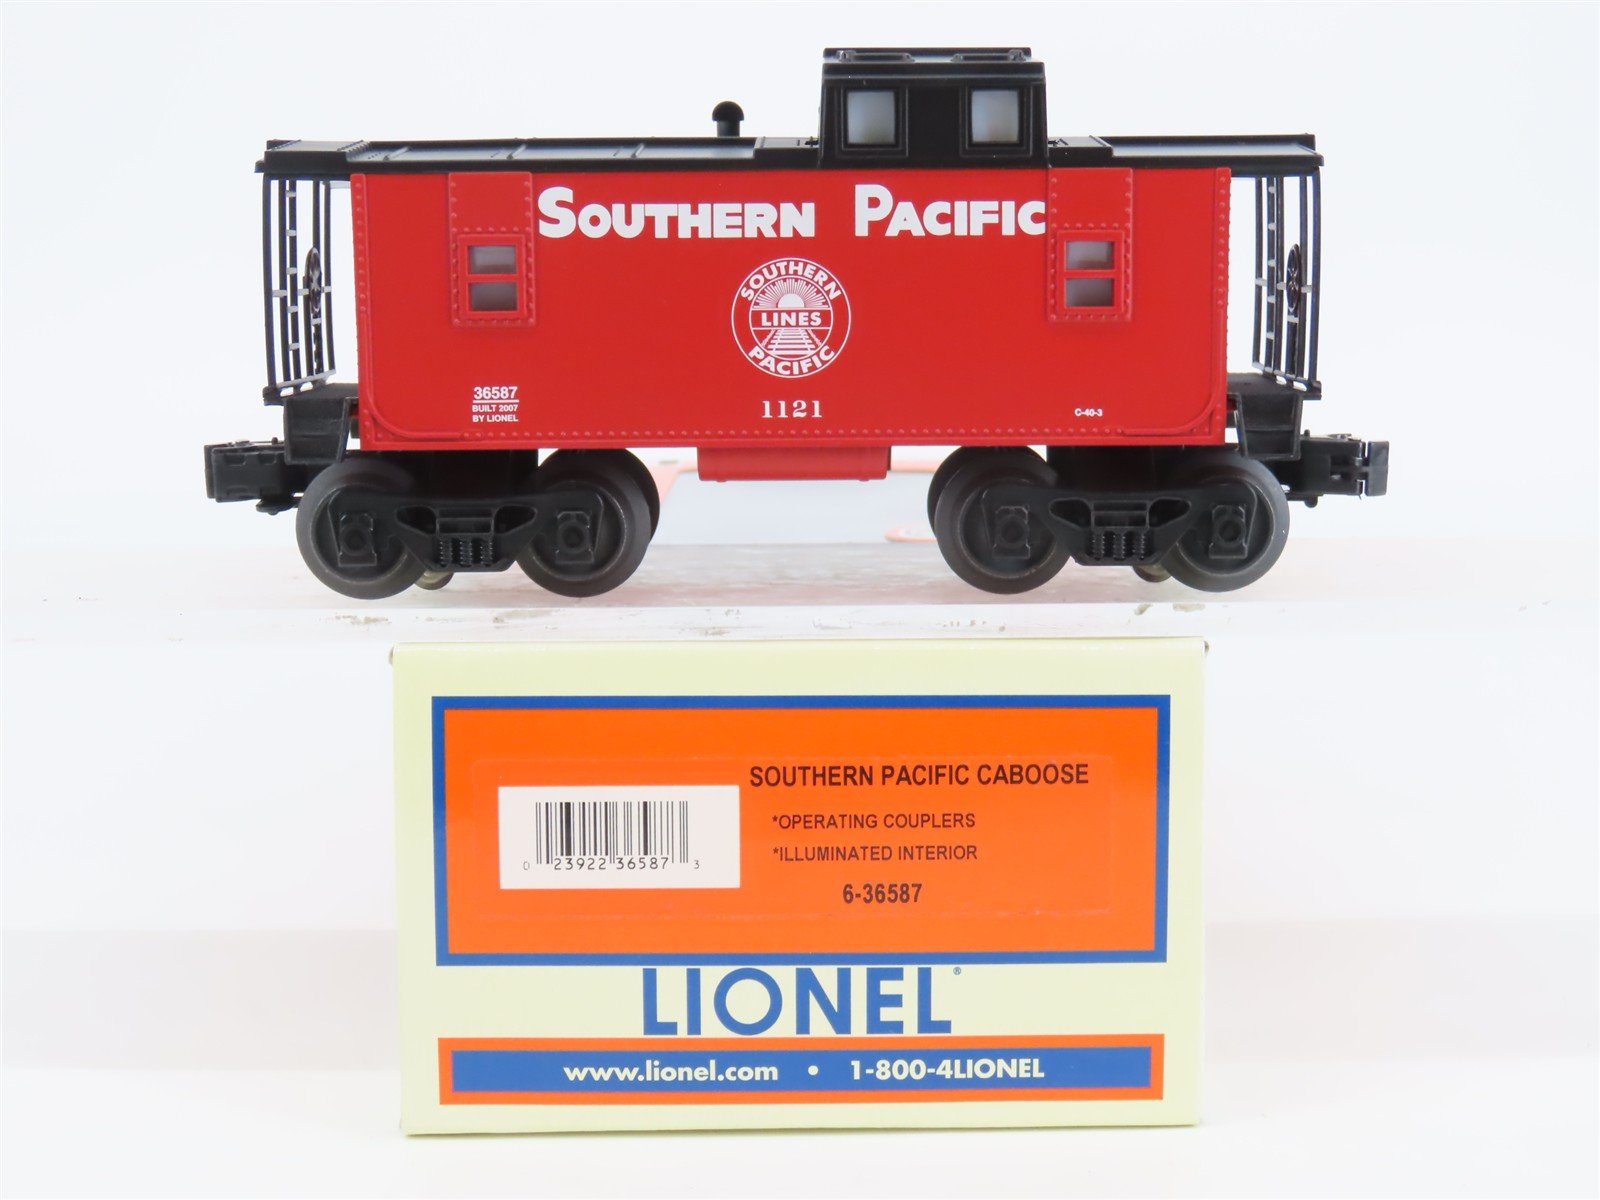 SOUTHERN PACIFIC
SOUTHERN
LINES
PACIFIC
36587
BUILT 2007
BY LIONEL
1121
C-40-3
SOUTHERN PACIFIC CABOOSE
*OPERATING COUPLERS
*ILLUMINATED INTERIOR
6-36587
0 23922 36587 3
LIONEL®
www.lionel.com • 1-800-4LIONEL